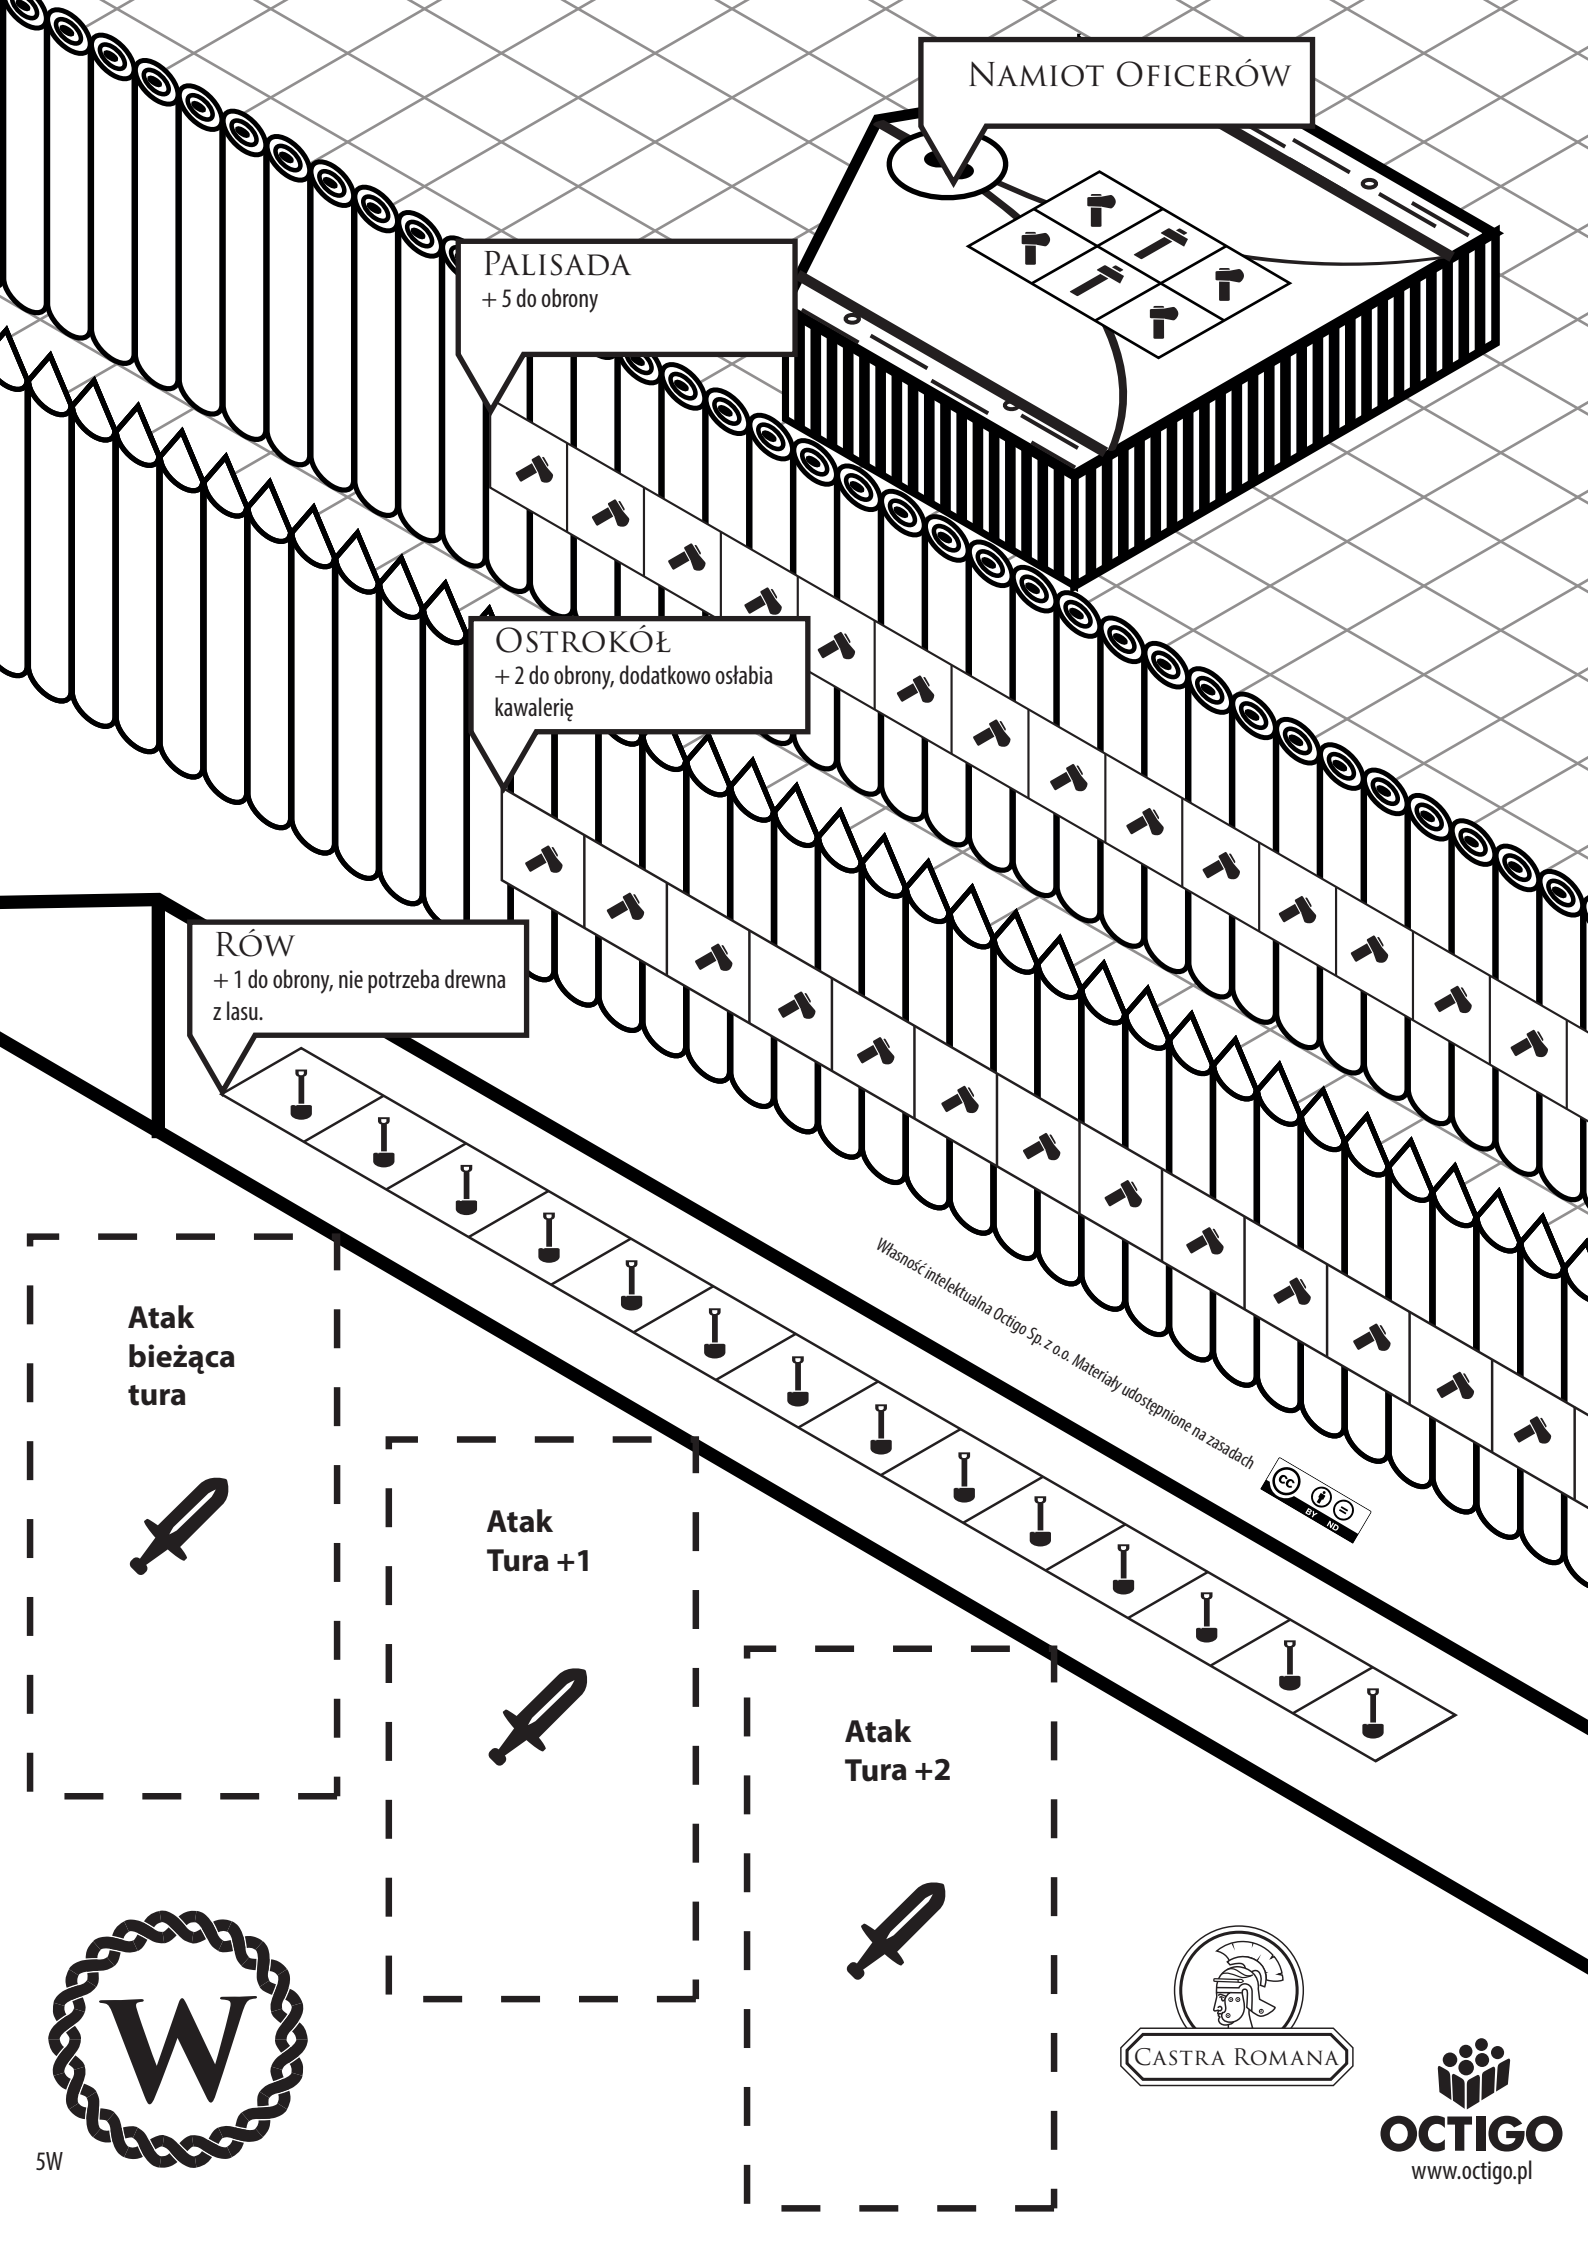 Namiot Oficerów
Palisada
+ 5 do obrony
Ostrokół
+ 2 do obrony, dodatkowo osłabia
kawalerię
Rów
+ 1 do obrony, nie potrzeba drewna
z lasu.
Własność intelektualna Octigo Sp. z o.o. Materiały udostępnione na zasadach
cc
BY ND
Atak
bieżąca
tura
Atak
Tura +1
Atak
Tura +2
W
5W
Castra Romana
OCTIGO
www.octigo.pl